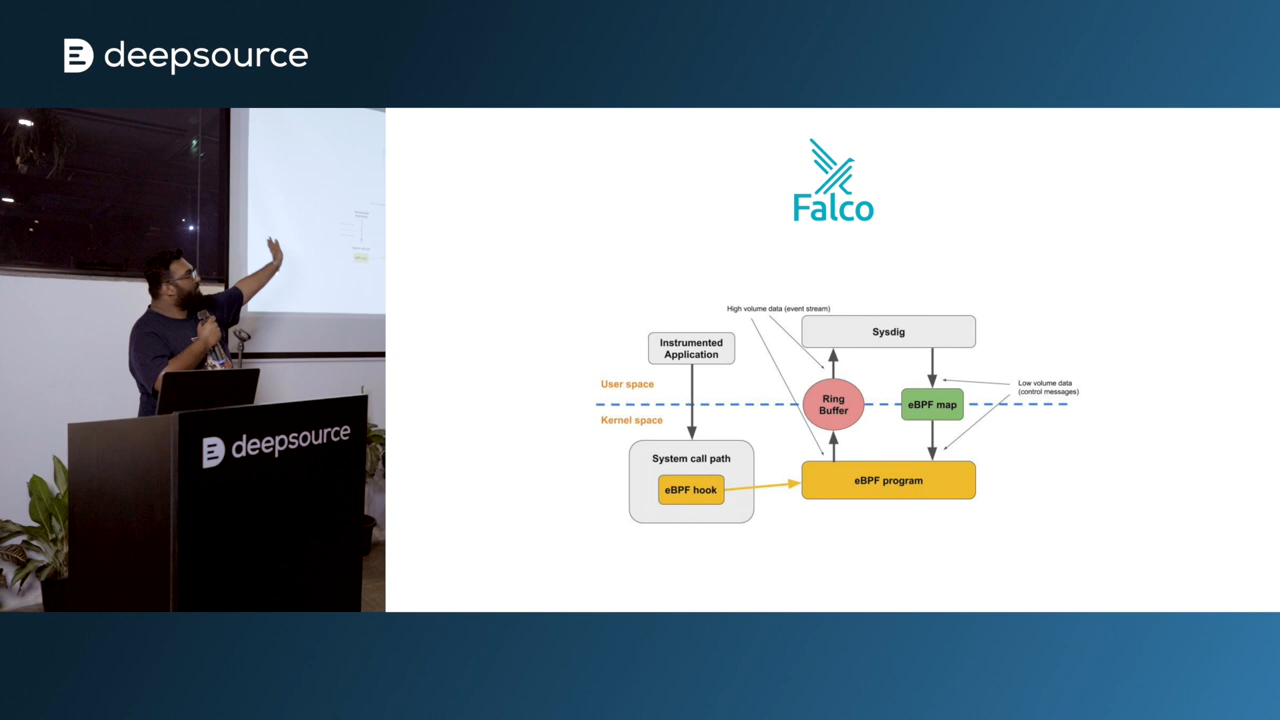 deepsource
Falco
High volume data (event stream)
Sysdig
Instrumented
Application
User space
Low volume data
(control messages)
Ring
Buffer
eBPF map
Kernel space
System call path
eBPF hook
eBPF program
deepsource